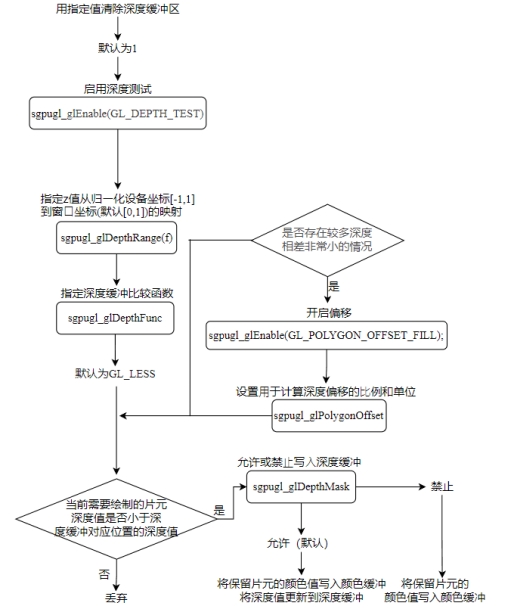 用指定值清除深度缓冲区
默认为1
启用深度测试
sgpugl_glEnable(GL_DEPTH_TEST)
指定z值从归一化设备坐标[-1,1]
到窗口坐标(默认[0,1])的映射
sgpugl_glDepthRange(f)
指定深度缓冲比较函数
sgpugl_glDepthFunc
默认为GL_LESS
是否存在较多深度
相差非常小的情况
是
开启偏移
sgpugl_glEnable(GL_POLYGON_OFFSET_FILL);
设置用于计算深度偏移的比例和单位
sgpugl_glPolygonOffset
当前需要绘制的片元
深度值是否小于深
度缓冲对应位置的深度值
是
否
丢弃
允许或禁止写入深度缓冲
sgpugl_glDepthMask
禁止
允许（默认）
将保留片元的颜色值写入颜色缓冲
将深度值更新到深度缓冲
将保留片元的
颜色值写入颜色缓冲